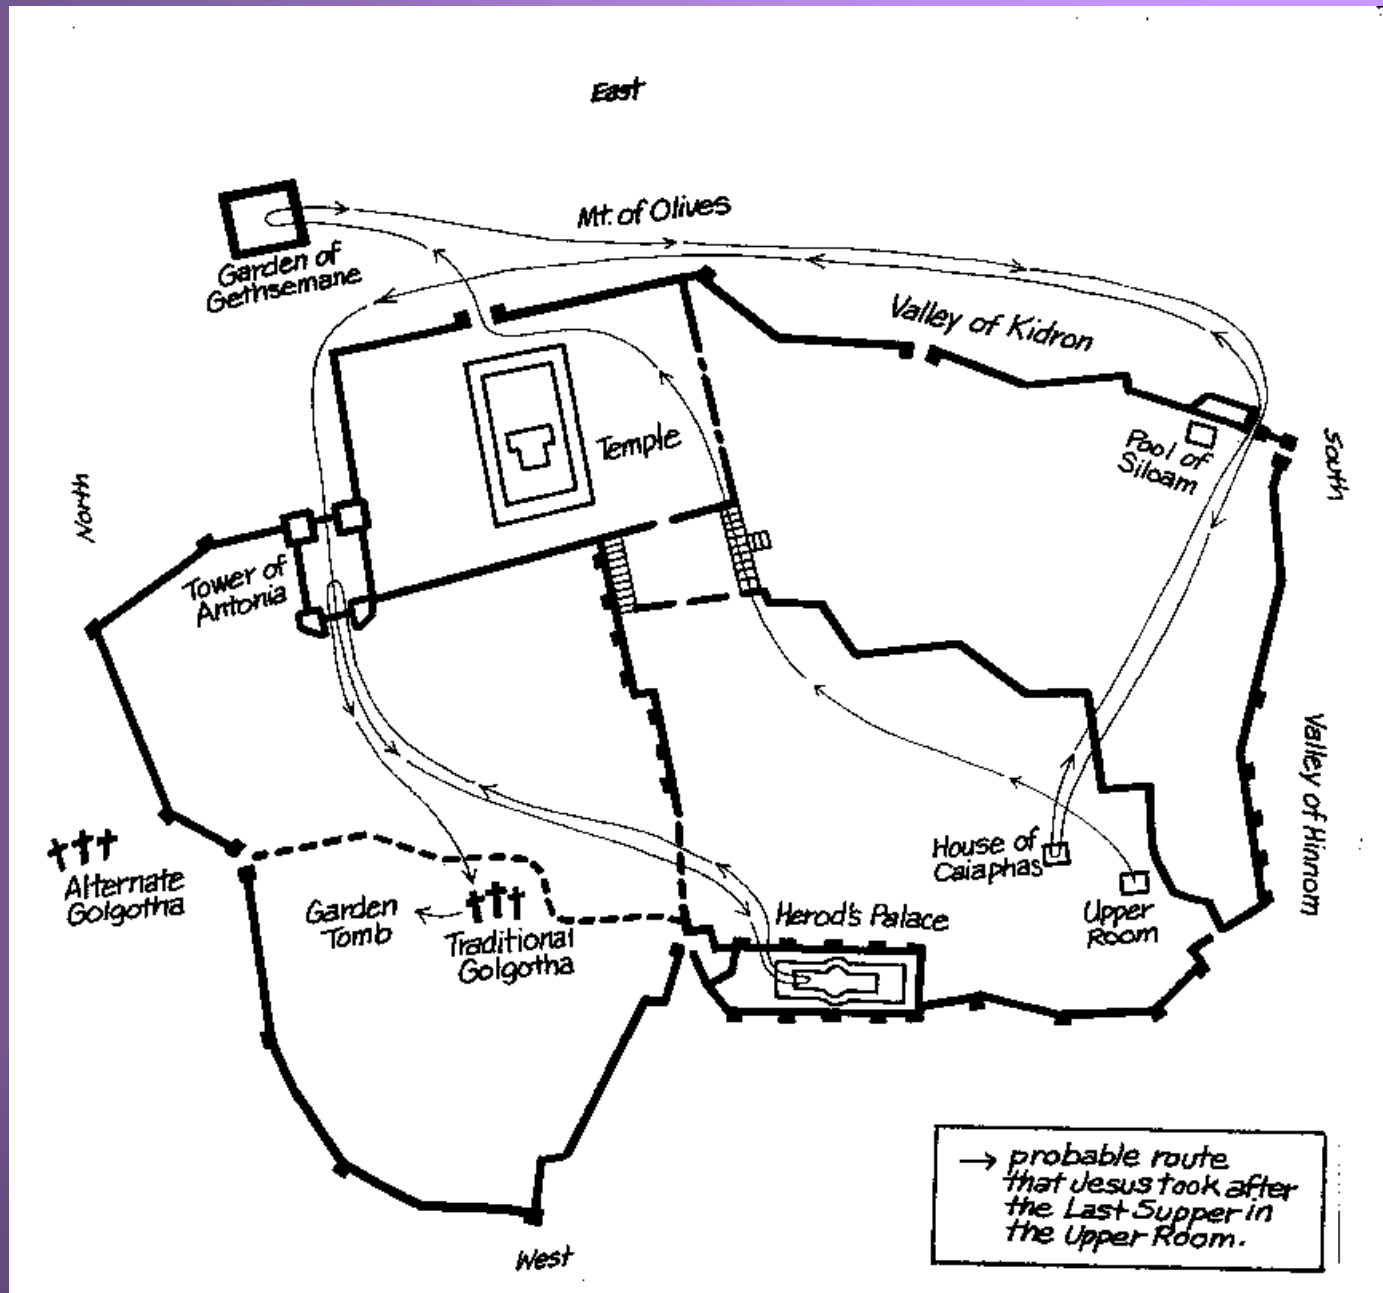 East
Mt. of Olives
Garden of
Gethsemane
Valley of Kidron
Temple
Pool of
Siloam
South
North
Tower of
Antonia
Valley of Hinnom
House of
Caiaphas
Upper
Room
Alternate
Golgotha
Garden
Tomb
Traditional
Golgotha
Herod's Palace
probable route
that Jesus took after
the Last Supper in
the Upper Room.
West